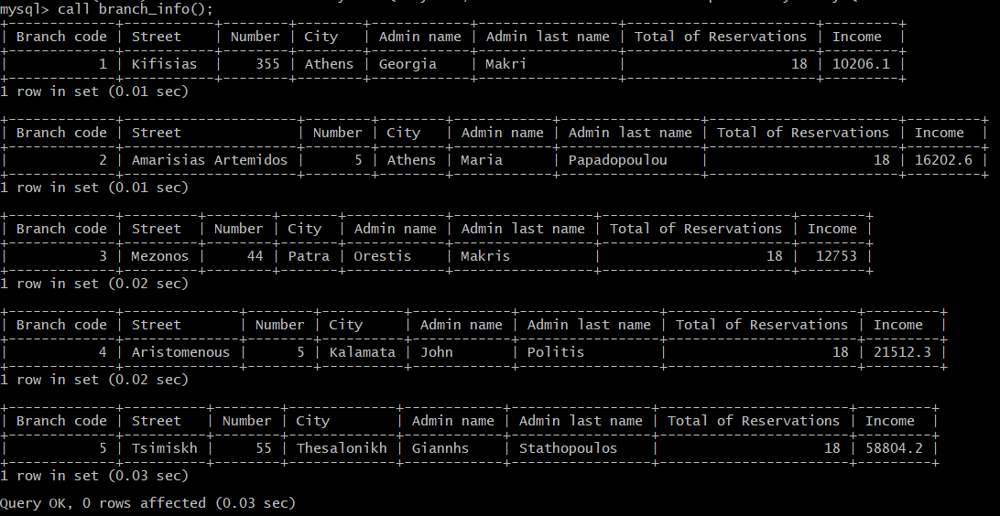 mysql> call branch_info();
+-------------+----------+--------+--------+------------+-----------------+-----------------------+---------+
| Branch code | Street   | Number | City   | Admin name | Admin last name | Total of Reservations | Income  |
+-------------+----------+--------+--------+------------+-----------------+-----------------------+---------+
|           1 | Kifisias |    355 | Athens | Georgia    | Makri           |                    18 | 10206.1 |
+-------------+----------+--------+--------+------------+-----------------+-----------------------+---------+
1 row in set (0.01 sec)
+-------------+---------------------+--------+--------+------------+-----------------+-----------------------+---------+
| Branch code | Street              | Number | City   | Admin name | Admin last name | Total of Reservations | Income  |
+-------------+---------------------+--------+--------+------------+-----------------+-----------------------+---------+
|           2 | Amarisias Artemidos |      5 | Athens | Maria      | Papadopoulou    |                    18 | 16202.6 |
+-------------+---------------------+--------+--------+------------+-----------------+-----------------------+---------+
1 row in set (0.01 sec)
+-------------+---------+--------+-------+------------+-----------------+-----------------------+--------+
| Branch code | Street  | Number | City  | Admin name | Admin last name | Total of Reservations | Income |
+-------------+---------+--------+-------+------------+-----------------+-----------------------+--------+
|           3 | Mezonos |     44 | Patra | Orestis    | Makris          |                    18 |  12753 |
+-------------+---------+--------+-------+------------+-----------------+-----------------------+--------+
1 row in set (0.02 sec)
+-------------+--------------+--------+----------+------------+-----------------+-----------------------+---------+
| Branch code | Street       | Number | City     | Admin name | Admin last name | Total of Reservations | Income  |
+-------------+--------------+--------+----------+------------+-----------------+-----------------------+---------+
|           4 | Aristomenous |      5 | Kalamata | John       | Politis         |                    18 | 21512.3 |
+-------------+--------------+--------+----------+------------+-----------------+-----------------------+---------+
1 row in set (0.02 sec)
+-------------+----------+--------+-------------+------------+-----------------+-----------------------+---------+
| Branch code | Street   | Number | City        | Admin name | Admin last name | Total of Reservations | Income  |
+-------------+----------+--------+-------------+------------+-----------------+-----------------------+---------+
|           5 | Tsimiskh |     55 | Thesalonikh | Giannhs    | Stathopoulos    |                    18 | 58804.2 |
+-------------+----------+--------+-------------+------------+-----------------+-----------------------+---------+
1 row in set (0.03 sec)
Query OK, 0 rows affected (0.03 sec)